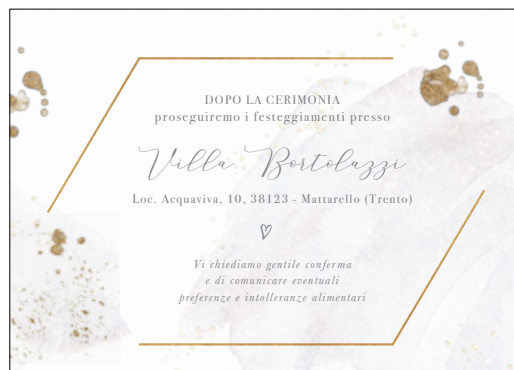 DOPO LA CERIMONIA
proseguiremo i festeggiamenti presso
Villa Bortolazzi
Loc. Acquaviva, 10, 38123 - Mattarello (Trento)
Vi chiediamo gentile conferma
e di comunicare eventuali
preferenze e intolleranze alimentari